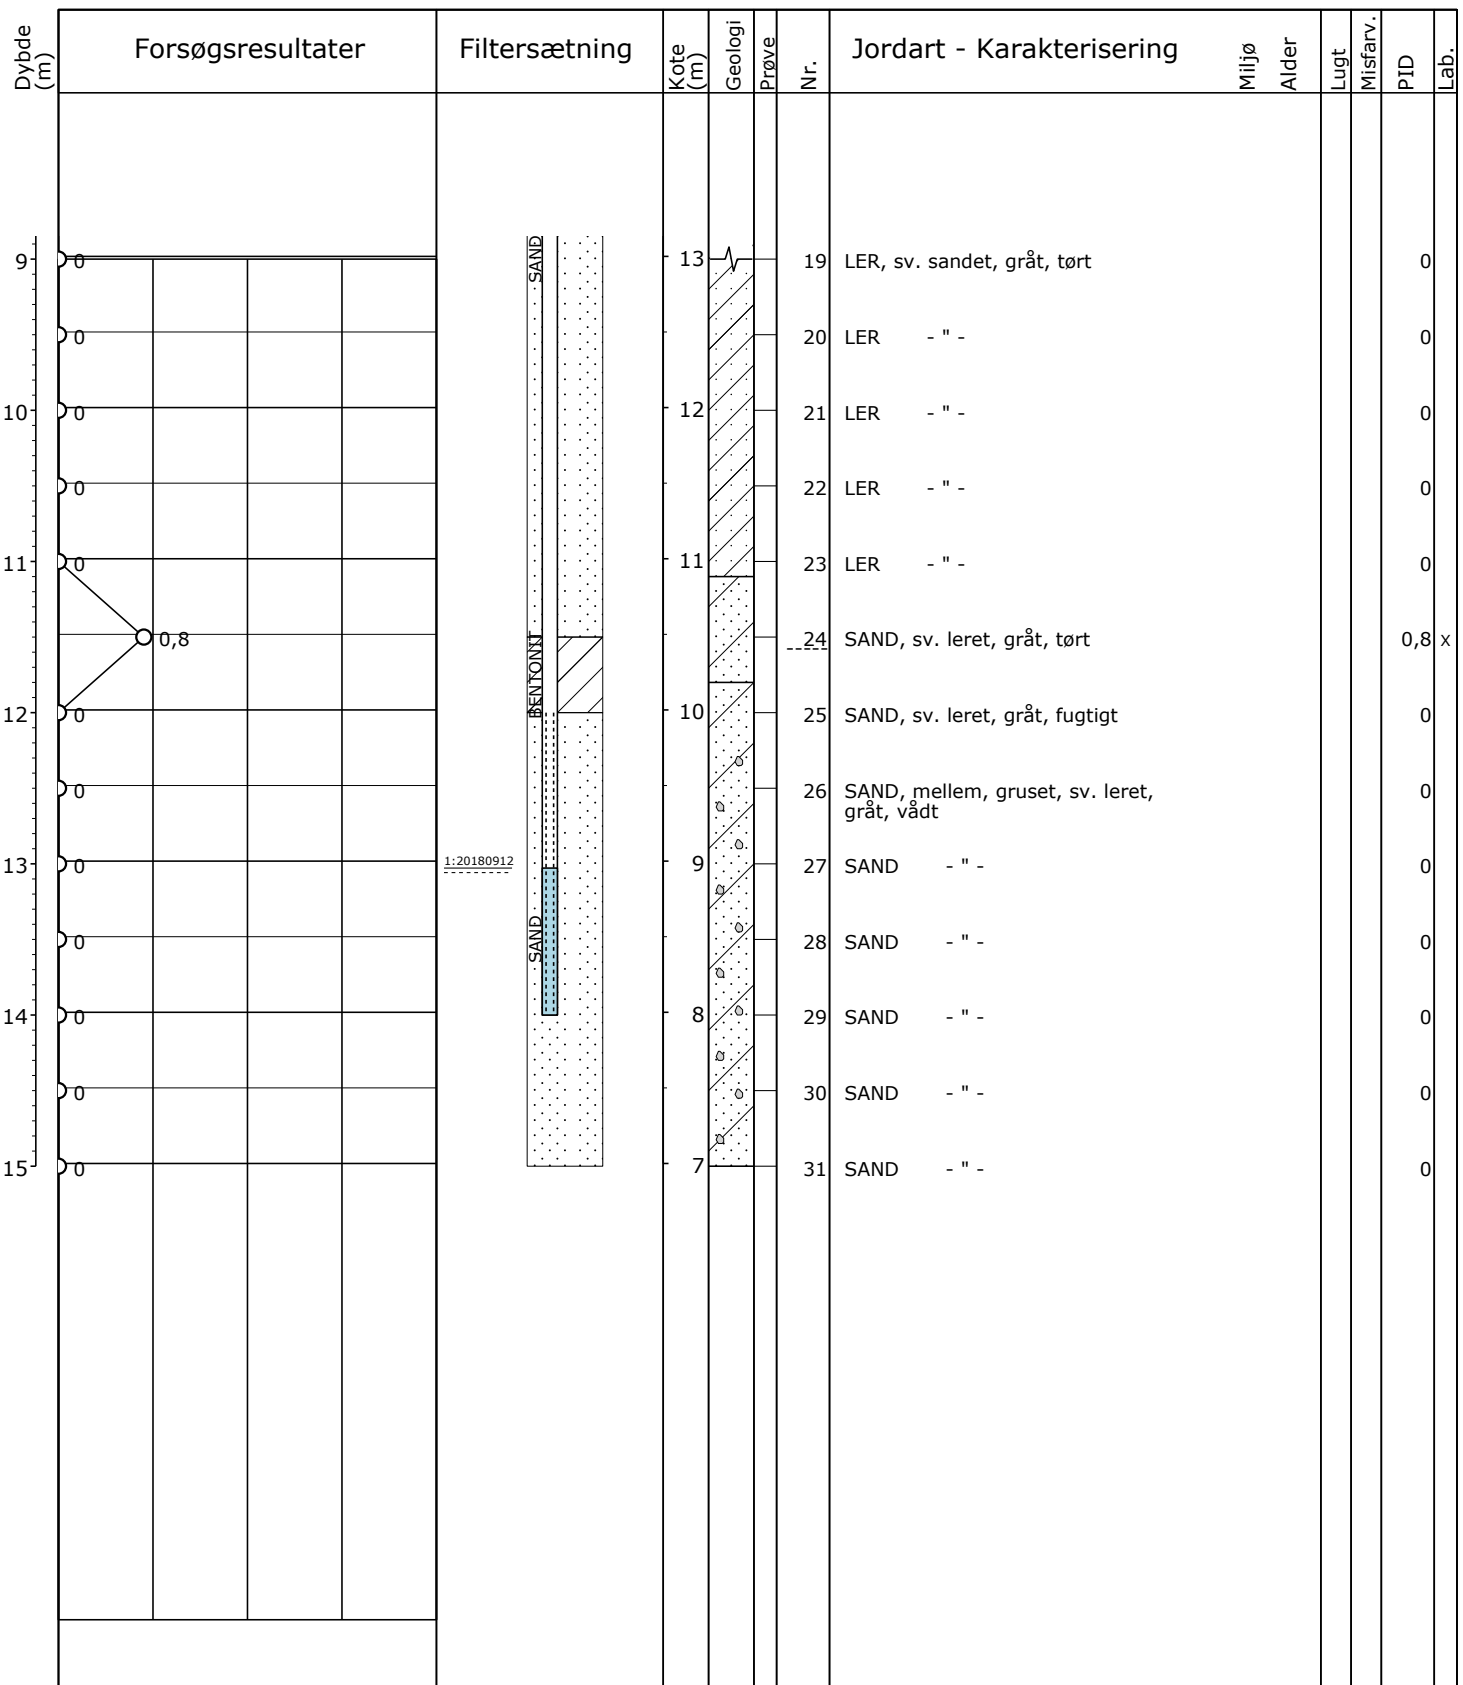 Dybde (m)
Forsøgsresultater
Filtersætning
Kote (m)
Geologi
Prøve
Nr.
Jordart - Karakterisering
Miljø
Alder
Lugt
Misfarv.
PID
Lab.
9 0 SAND 13 19 LER, sv. sandet, gråt, tørt 0
0 20 LER - " - 0
10 0 12 21 LER - " - 0
0 22 LER - " - 0
11 0 11 23 LER - " - 0
0,8 BENTONIT 24 SAND, sv. leret, gråt, tørt 0,8 x
12 0 10 25 SAND, sv. leret, gråt, fugtigt 0
0 26 SAND, mellem, gruset, sv. leret, 0
gråt, vådt
13 0 1:20180912 9 27 SAND - " - 0
0 SAND 28 SAND - " - 0
14 0 8 29 SAND - " - 0
0 30 SAND - " - 0
15 0 7 31 SAND - " - 0